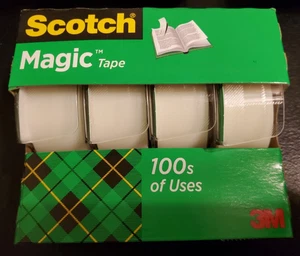 Scotch
Magic™ Tape
100s
of Uses
3M